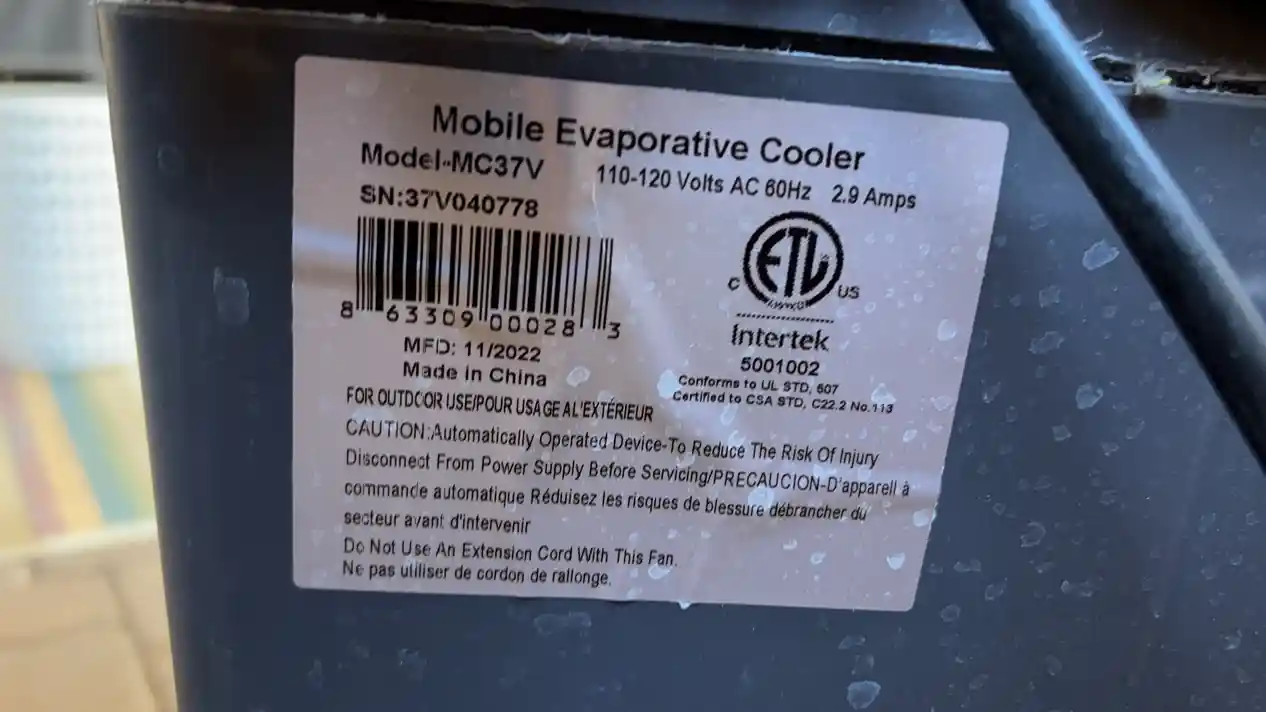 Mobile Evaporative Cooler
Model-MC37V
110-120 Volts AC 60Hz 2.9 Amps
SN:37V040778
8 63309 00028 3
MFD: 11/2022
Made in China
ETL
C US
Intertek
5001002
Conforms to UL STD, 507
Certified to CSA STD, C22.2 No.113
FOR OUTDOOR USE/POUR USAGE AL'EXTÉRIEUR
CAUTION:Automatically Operated Device-To Reduce The Risk Of Injury
Disconnect From Power Supply Before Servicing/PRECAUCION-D'appareil à
commande automatique Réduisez les risques de blessure débrancher du
secteur avant d'intervenir
Do Not Use An Extension Cord With This Fan.
Ne pas utiliser de cordon de rallonge.